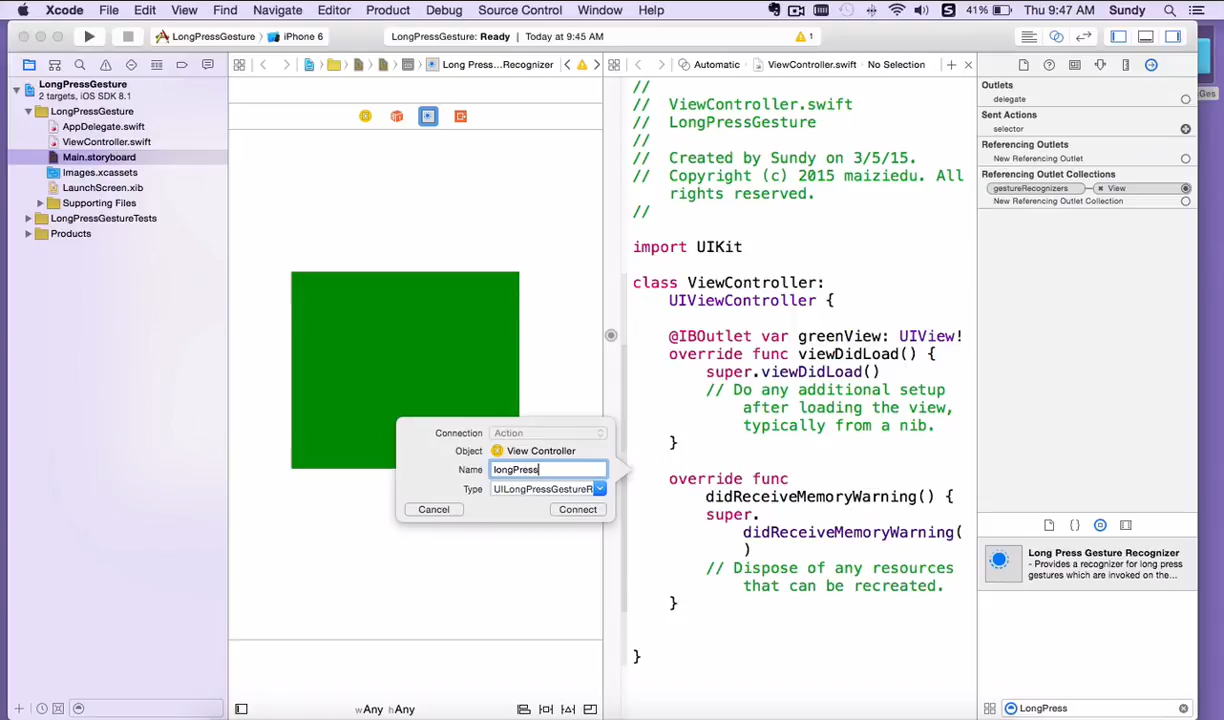 Xcode File Edit View Find Navigate Editor Product Debug Source Control Window Help 41% Thu 9:47 AM Sundy
LongPressGesture iPhone 6 LongPressGesture: Ready Today at 9:45 AM 1
LongPressGesture
2 targets, iOS SDK 8.1
LongPressGesture
AppDelegate.swift
ViewController.swift
Main.storyboard
Images.xcassets
LaunchScreen.xib
Supporting Files
LongPressGestureTests
Products
Long Press...Recognizer
Connection Action
Object View Controller
Name longPress
Type UILongPressGestureR
Cancel Connect
wAny hAny
Automatic ViewController.swift No Selection
//
// ViewController.swift
// LongPressGesture
//
// Created by Sundy on 3/5/15.
// Copyright (c) 2015 maiziedu. All
rights reserved.
//
import UIKit
class ViewController:
UIViewController {
@IBOutlet var greenView: UIView!
override func viewDidLoad() {
super.viewDidLoad()
// Do any additional setup
after loading the view,
typically from a nib.
}
override func
didReceiveMemoryWarning() {
super.
didReceiveMemoryWarning(
)
// Dispose of any resources
that can be recreated.
}
}
Outlets
delegate
Sent Actions
selector
Referencing Outlets
New Referencing Outlet
Referencing Outlet Collections
gestureRecognizers View
New Referencing Outlet Collection
Long Press Gesture Recognizer
- Provides a recognizer for long press
gestures which are invoked on the...
LongPress